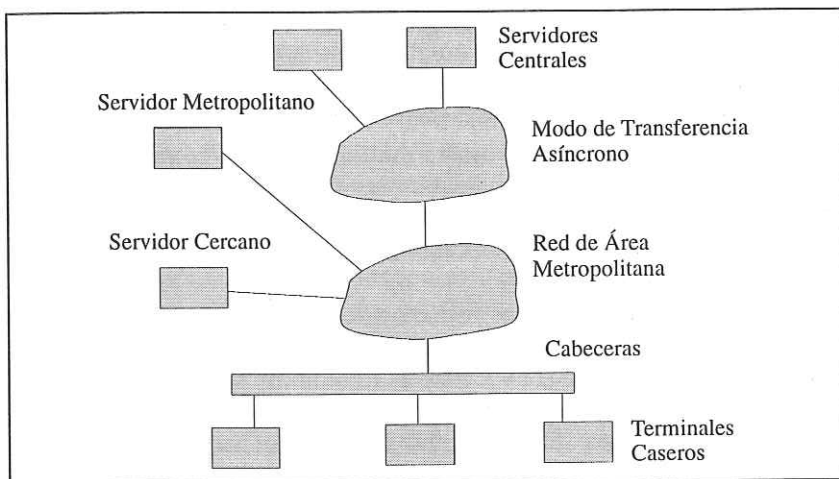 Servidores
Centrales
Servidor Metropolitano
Modo de Transferencia
Asíncrono
Servidor Cercano
Red de Área
Metropolitana
Cabeceras
Terminales
Caseros